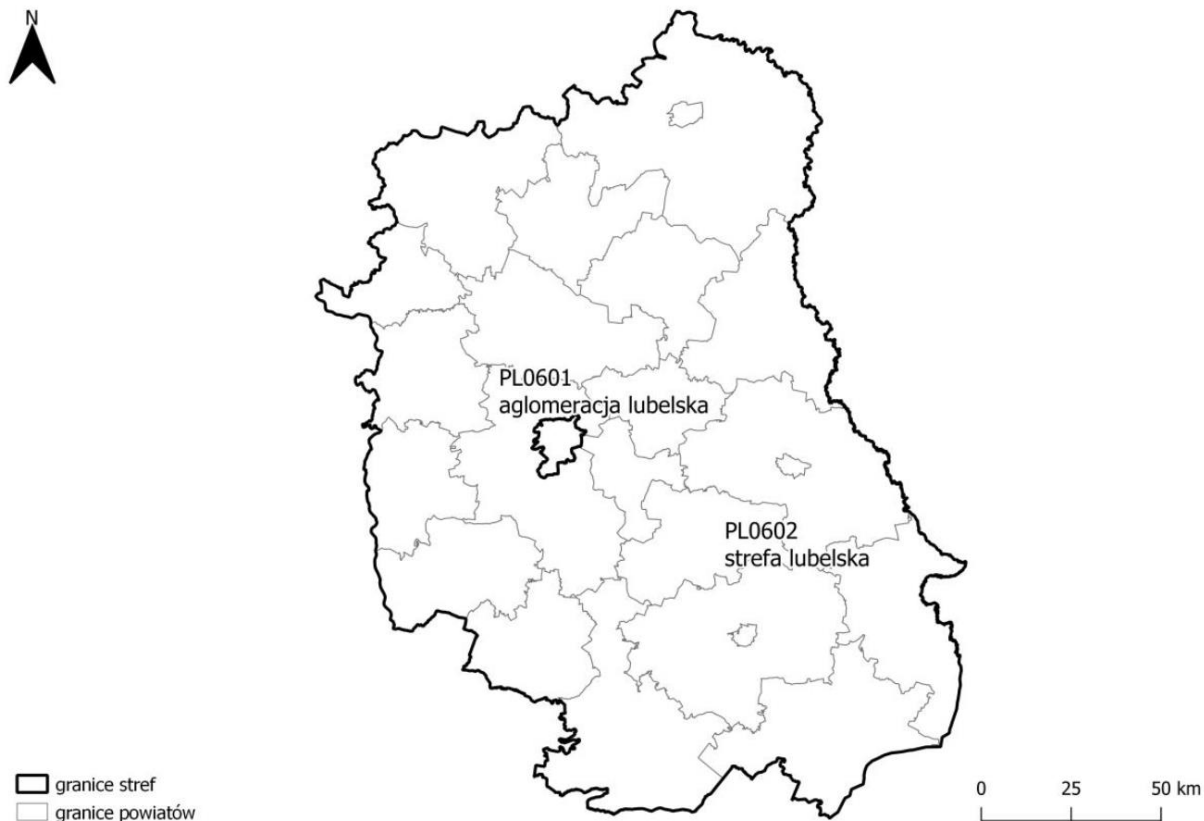 N
PL0601
aglomeracja lubelska
PL0602
strefa lubelska
granice stref
granice powiatów
0 25 50 km